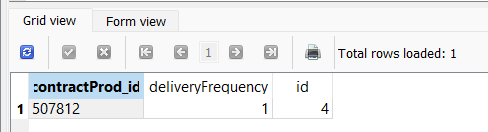 Grid view Form view
1 Total rows loaded: 1
contractProd_id deliveryFrequency id
1 507812 1 4